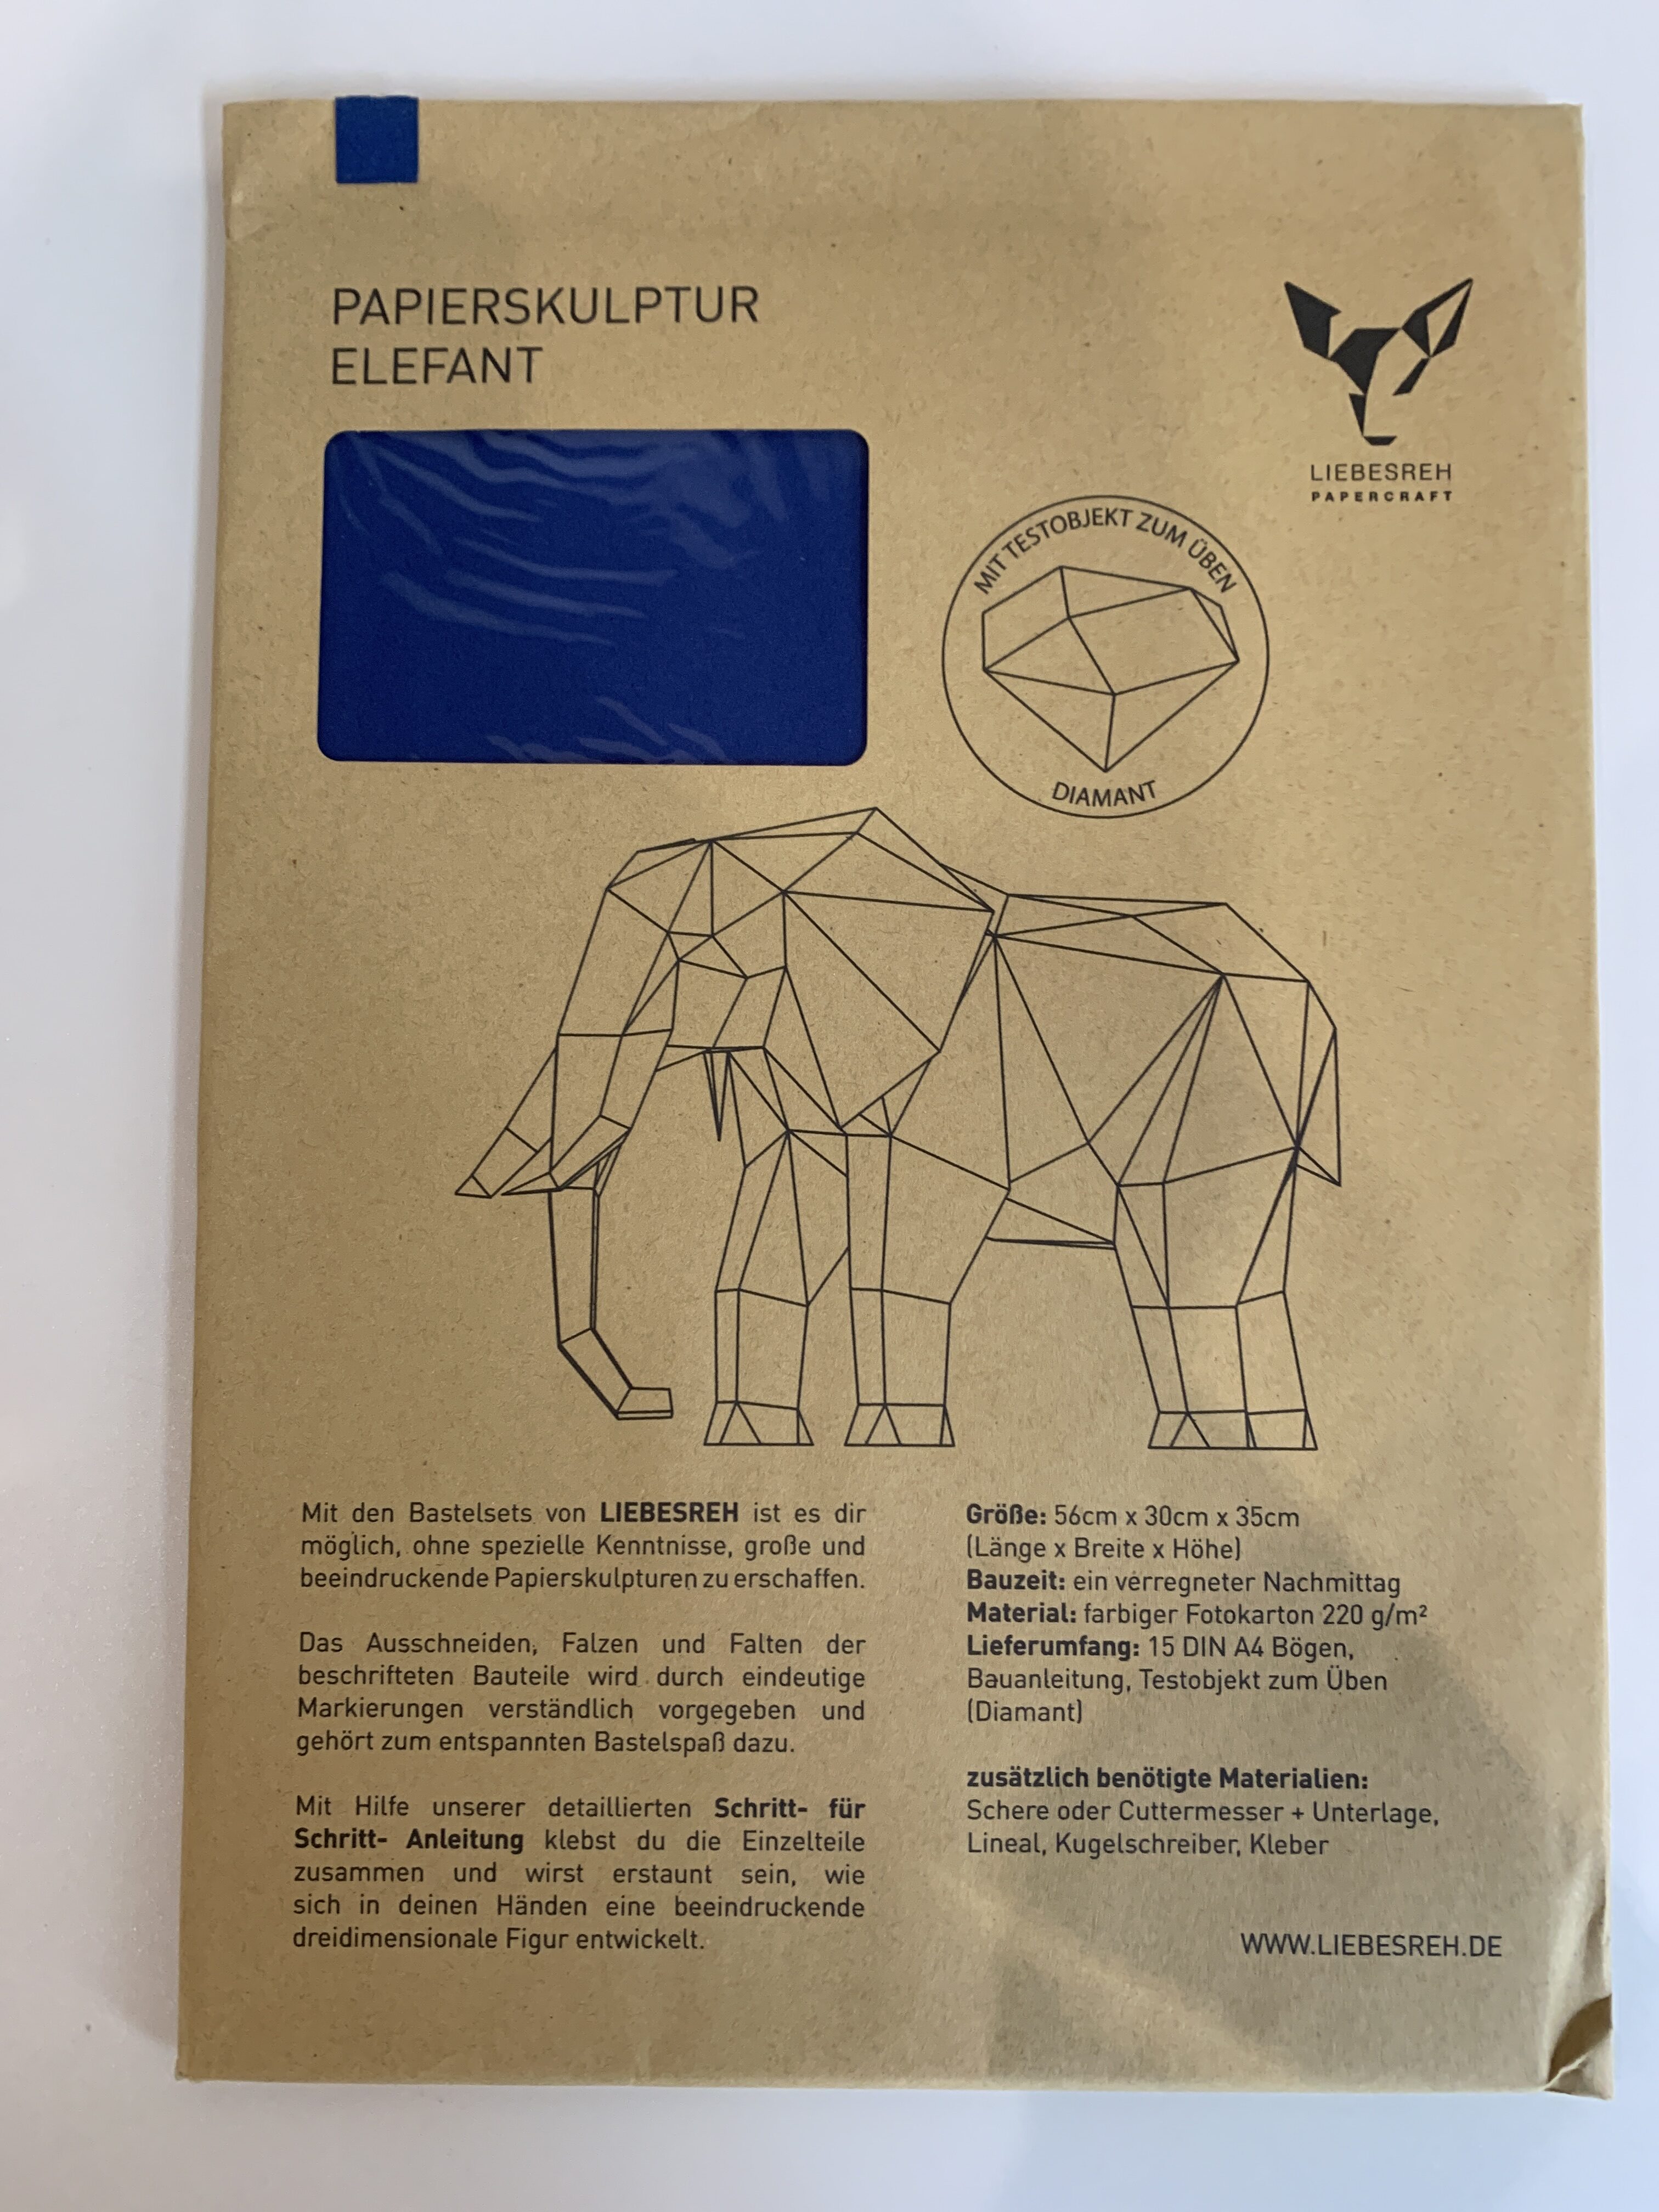 PAPIERSKULPTUR
ELEFANT
LIEBESREH
PAPERCRAFT
MIT TESTOBJEKT ZUM ÜBEN
DIAMANT
Mit den Bastelsets von LIEBESREH ist es dir
möglich, ohne spezielle Kenntnisse, große und
beeindruckende Papierskulpturen zu erschaffen.
Das Ausschneiden, Falzen und Falten der
beschrifteten Bauteile wird durch eindeutige
Markierungen verständlich vorgegeben und
gehört zum entspannten Bastelspaß dazu.
Mit Hilfe unserer detaillierten Schritt- für
Schritt- Anleitung klebst du die Einzelteile
zusammen und wirst erstaunt sein, wie
sich in deinen Händen eine beeindruckende
dreidimensionale Figur entwickelt.
Größe: 56cm x 30cm x 35cm
(Länge x Breite x Höhe)
Bauzeit: ein verregneter Nachmittag
Material: farbiger Fotokarton 220 g/m²
Lieferumfang: 15 DIN A4 Bögen,
Bauanleitung, Testobjekt zum Üben
(Diamant)
zusätzlich benötigte Materialien:
Schere oder Cuttermesser + Unterlage,
Lineal, Kugelschreiber, Kleber
WWW.LIEBESREH.DE